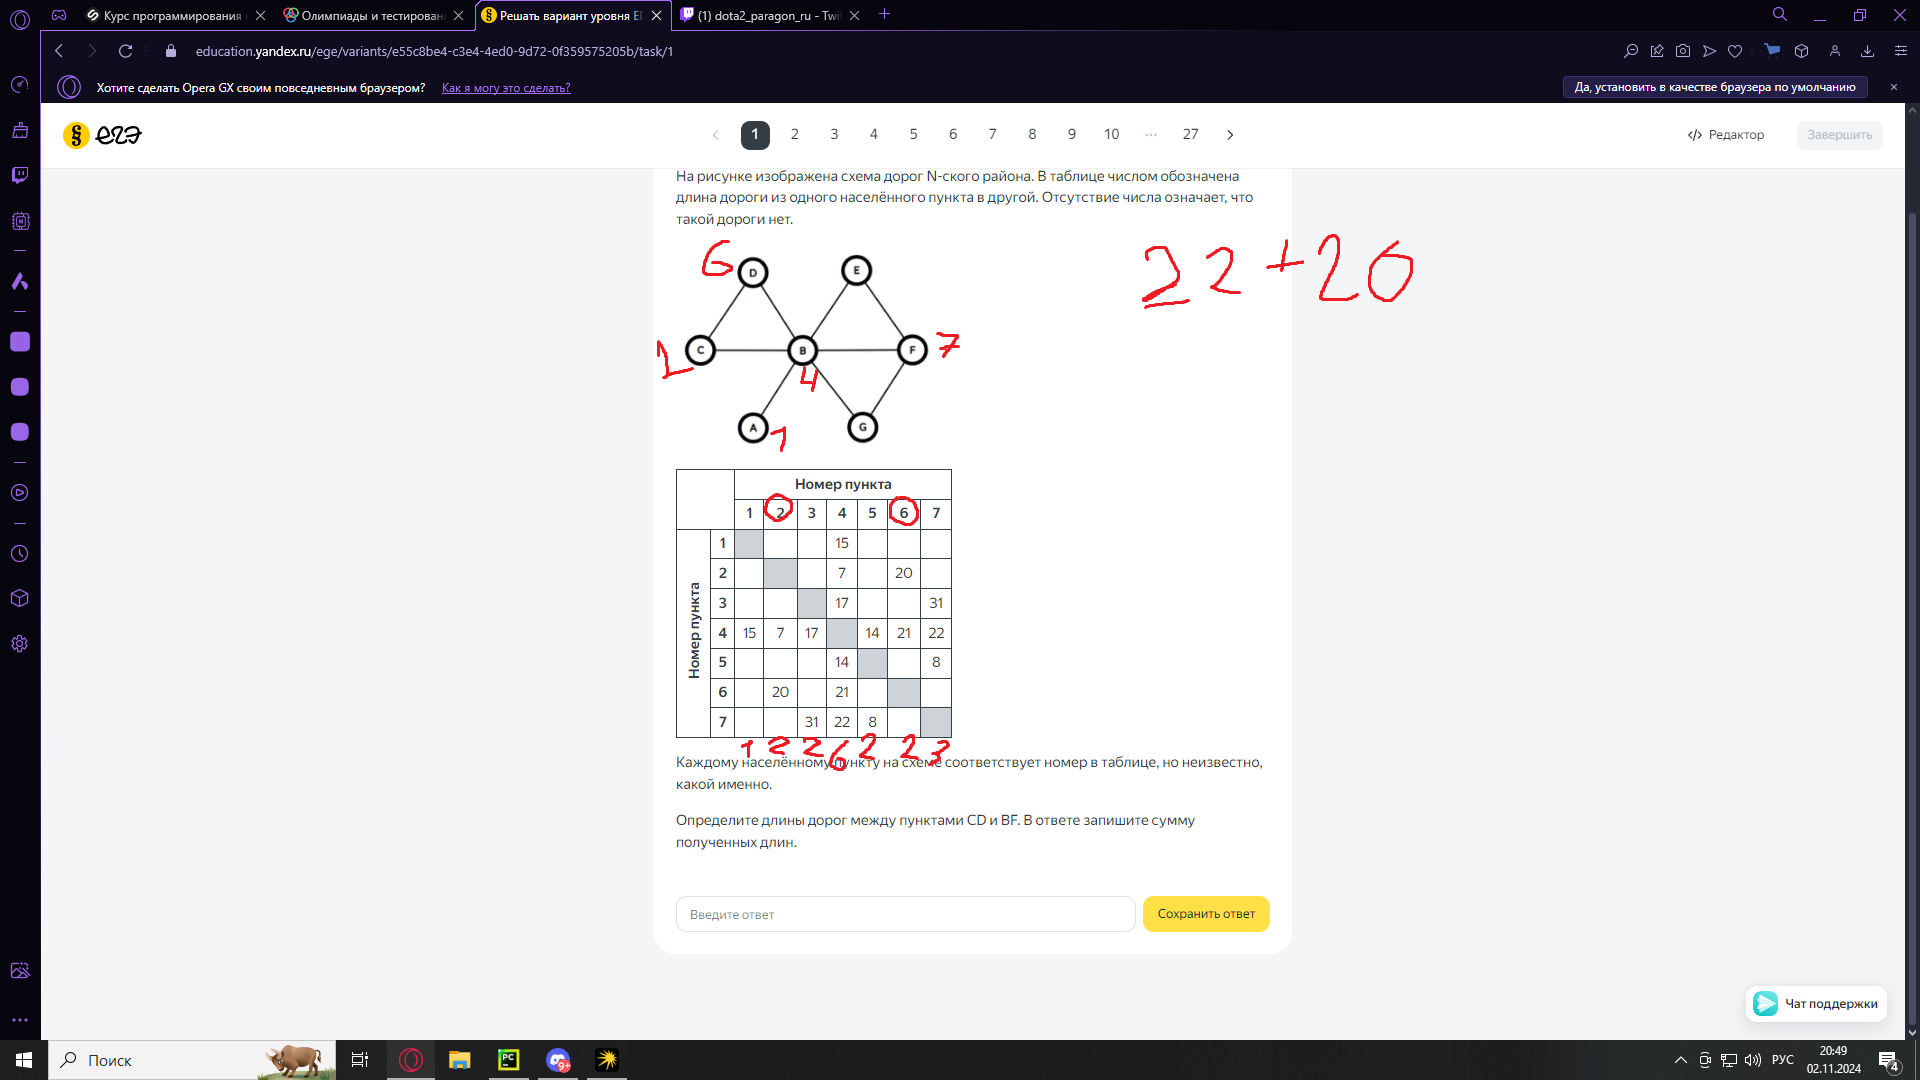 Курс программирования
Олимпиады и тестирован
Решать вариант уровня ЕГ
(1) dota2_paragon_ru - Twi
education.yandex.ru/ege/variants/e55c8be4-c3e4-4ed0-9d72-0f359575205b/task/1
Хотите сделать Opera GX своим повседневным браузером? Как я могу это сделать?
Да, установить в качестве браузера по умолчанию
§ егэ
1 2 3 4 5 6 7 8 9 10 ... 27
Редактор
Завершить
На рисунке изображена схема дорог N-ского района. В таблице числом обозначена
длина дороги из одного населённого пункта в другой. Отсутствие числа означает, что
такой дороги нет.
22+20
6 D E
1 C B F 7
4
A 1 G
Номер пункта
1 2 3 4 5 6 7
Номер пункта
1 15
2 7 20
3 17 31
4 15 7 17 14 21 22
5 14 8
6 20 21
7 31 22 8
1 2 2 6 2 2 3
Каждому населённому пункту на схеме соответствует номер в таблице, но неизвестно,
какой именно.
Определите длины дорог между пунктами CD и BF. В ответе запишите сумму
полученных длин.
Введите ответ
Сохранить ответ
Чат поддержки
Поиск
PC
9+
РУС
20:49
02.11.2024
4